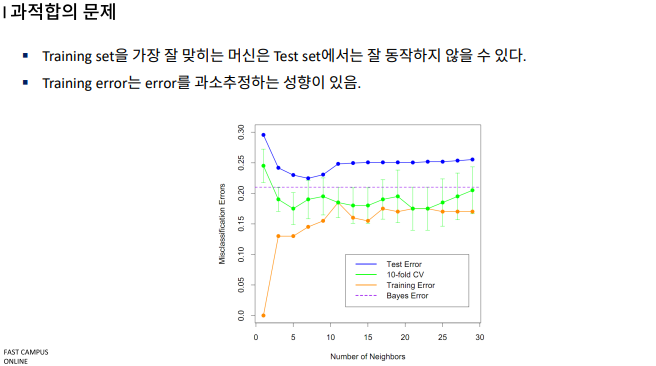 과적합의 문제
Training set을 가장 잘 맞히는 머신은 Test set에서는 잘 동작하지 않을 수 있다.
Training error는 error를 과소추정하는 성향이 있음.
0.30
0.25
0.20
0.15
0.10
0.05
0.0
Misclassification Errors
Test Error
10-fold CV
Training Error
Bayes Error
0 5 10 15 20 25 30
Number of Neighbors
FAST CAMPUS
ONLINE